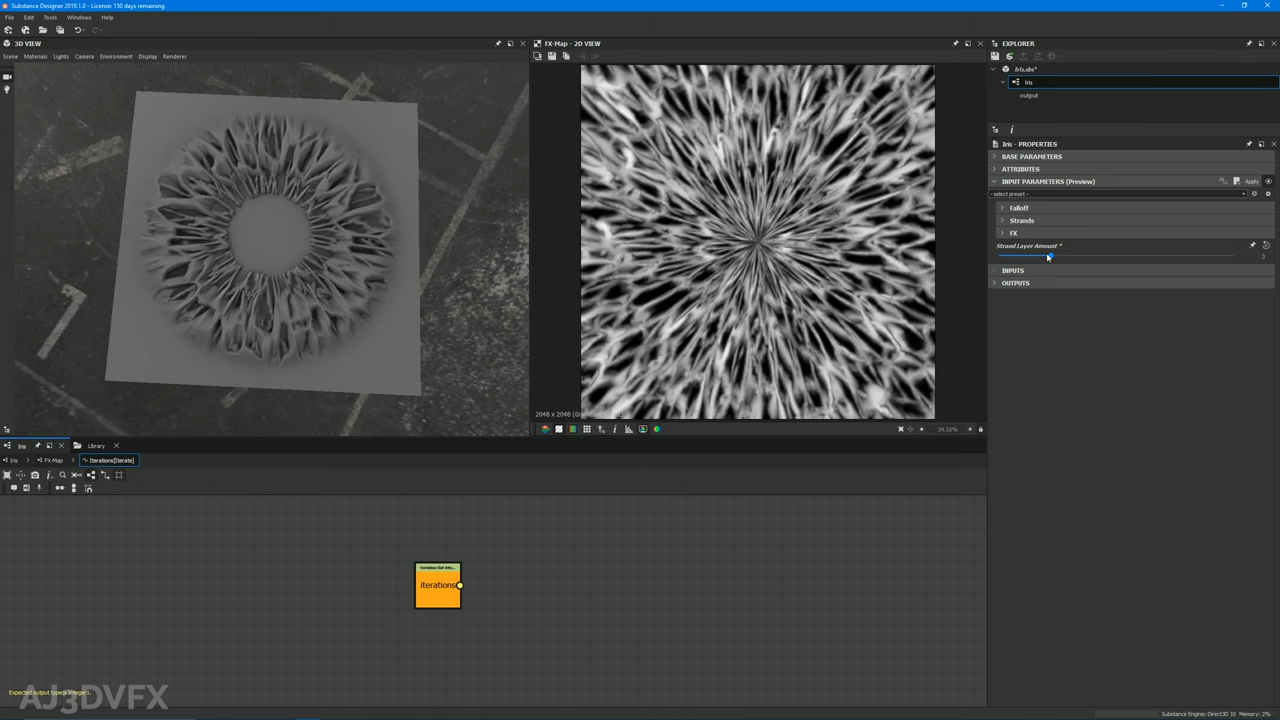 Substance Designer 2019.1.0 - License: 150 days remaining
File Edit Tools Windows Help
3D VIEW
Scene Materials Lights Camera Environment Display Renderer
FX-Map - 2D VIEW
2048 x 2048 (Gra
34.55%
EXPLORER
Iris.sbs*
Iris
output
Iris - PROPERTIES
BASE PARAMETERS
ATTRIBUTES
INPUT PARAMETERS (Preview)
Apply
- select preset -
Falloff
Strands
FX
Strand Layer Amount *
3
INPUTS
OUTPUTS
Iris
Library
Iris FX-Map Iterations[Iterate]
Variables/Get Inte...
iterations
Expected output type is Integer1.
AJ3DVFX
Substance Engine: Direct3D 10 Memory: 2%